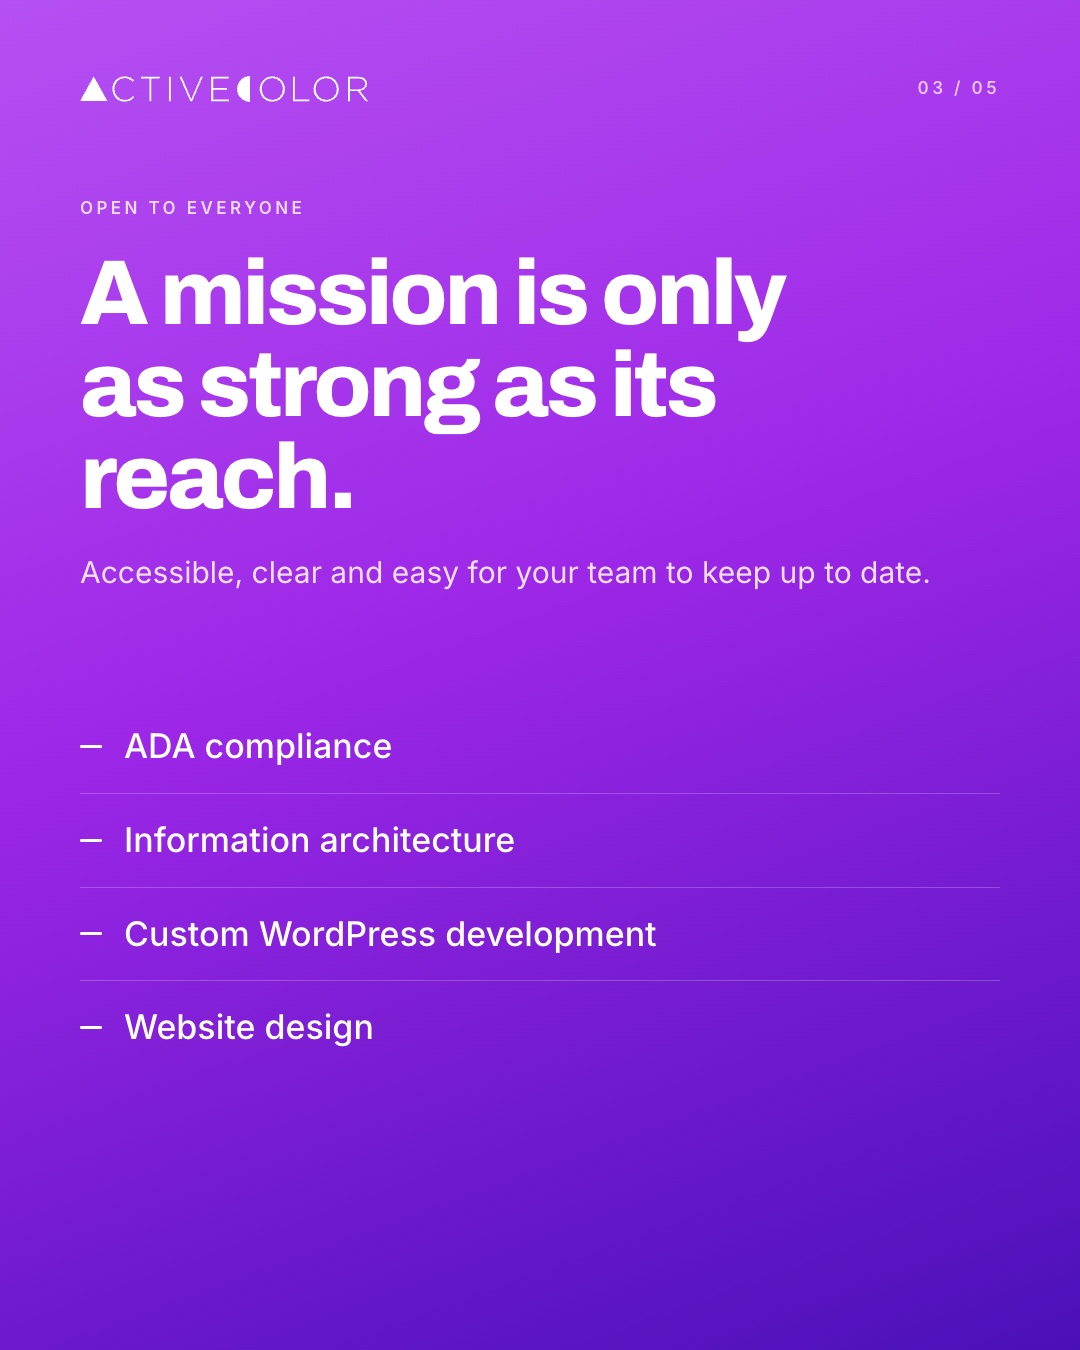 ACTIVECOLOR
03 / 05
OPEN TO EVERYONE
A mission is only
as strong as its
reach.
Accessible, clear and easy for your team to keep up to date.
— ADA compliance
— Information architecture
— Custom WordPress development
— Website design